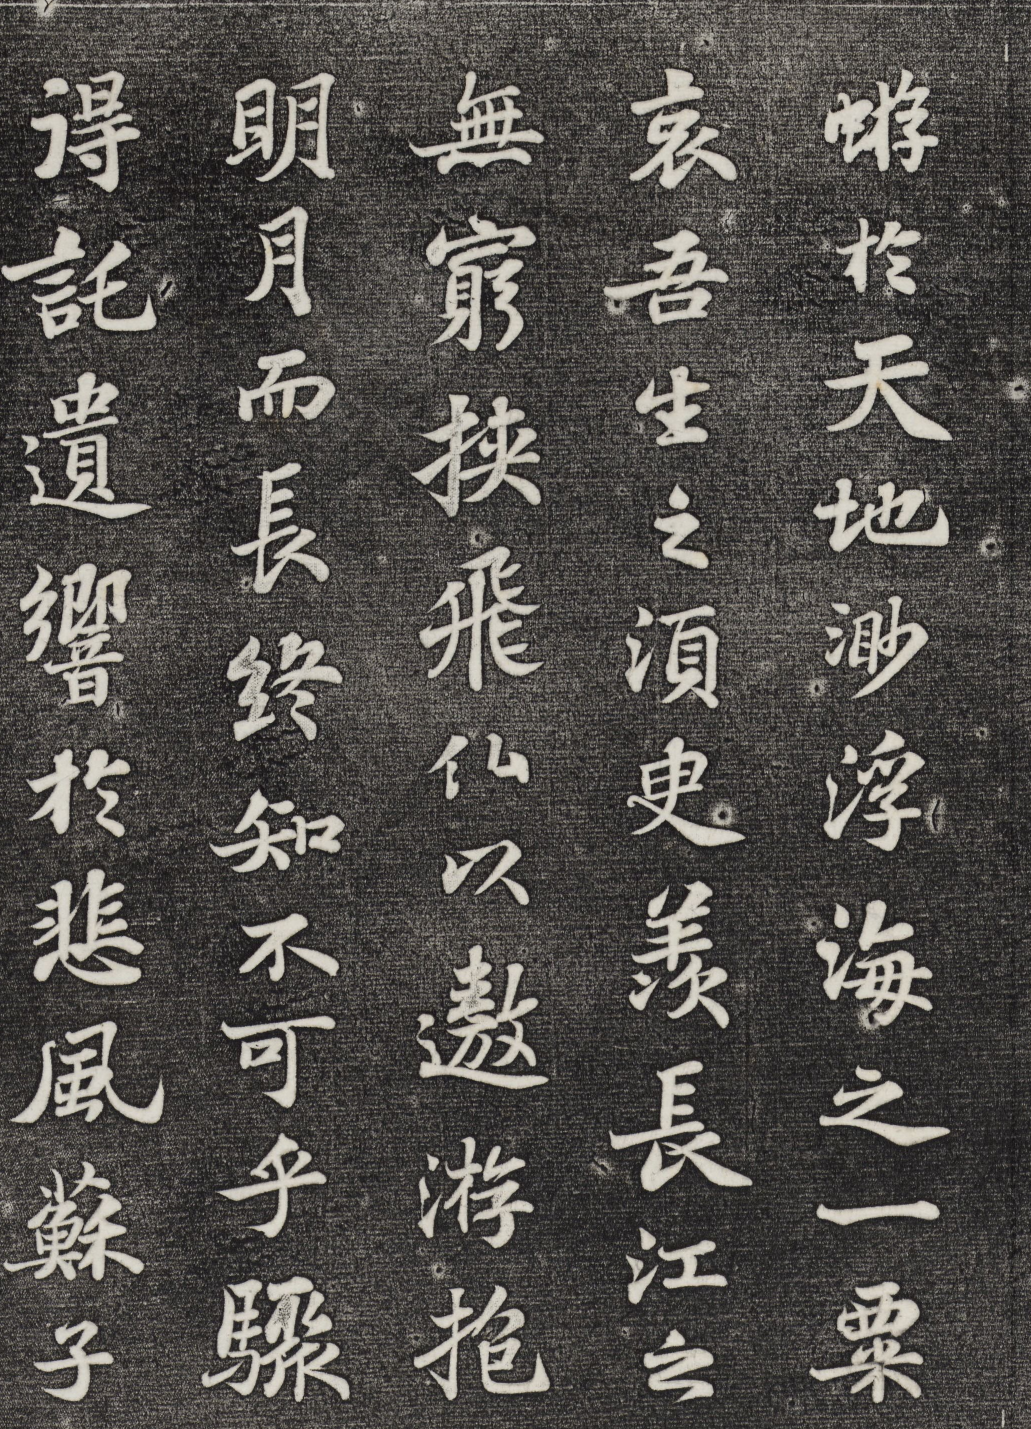 蝣於天地渺浮海之一粟
哀吾生之須臾羨長江之
無窮挾飛仙以遨游抱
明月而長終知不可乎驟
得託遺響於悲風蘇子